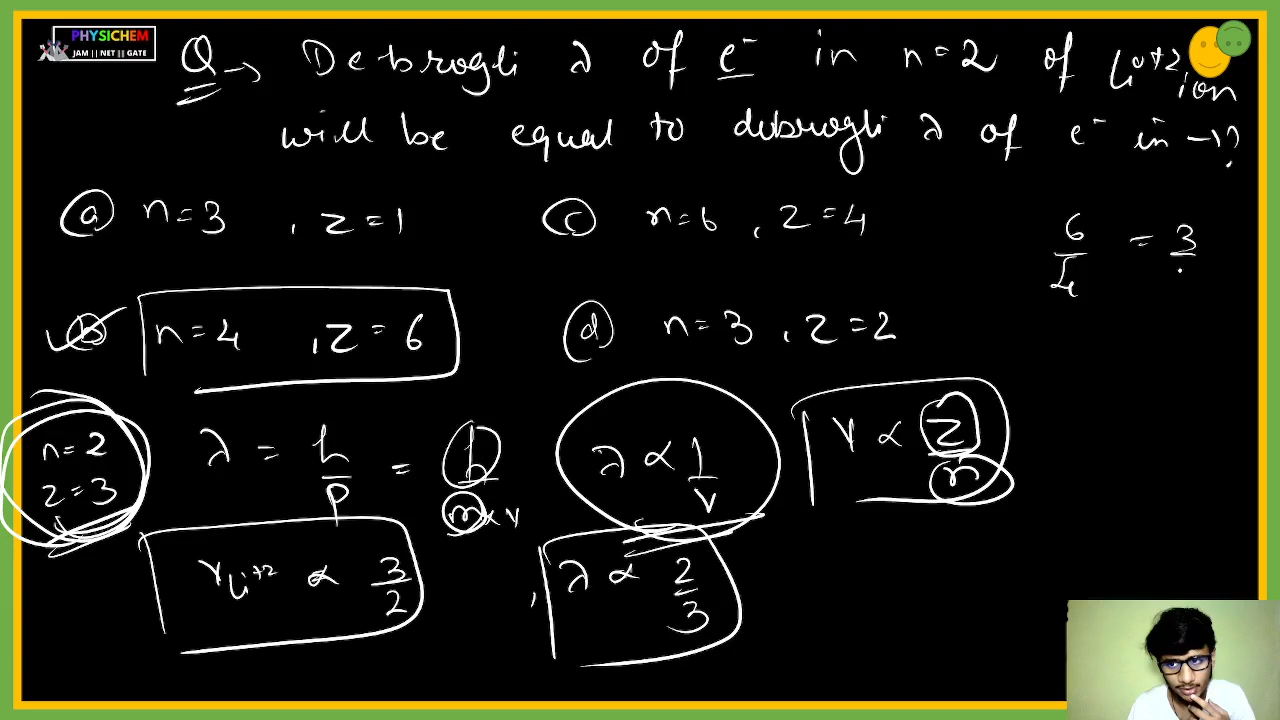 PHYSICHEM
JAM || NET || GATE
Q → Debrogli λ of e⁻ in n=2 of Li⁺² ion
will be equal to debrogli λ of e⁻ in →?
(a) n=3 , z=1
(c) n=6 , z=4
6/4 = 3/
(b) n=4 , z=6
(d) n=3 , z=2
n=2
z=3
λ = h/p = h/m×v
λ ∝ 1/v
v ∝ z/n
v Li⁺² ∝ 3/2 , λ ∝ 2/3